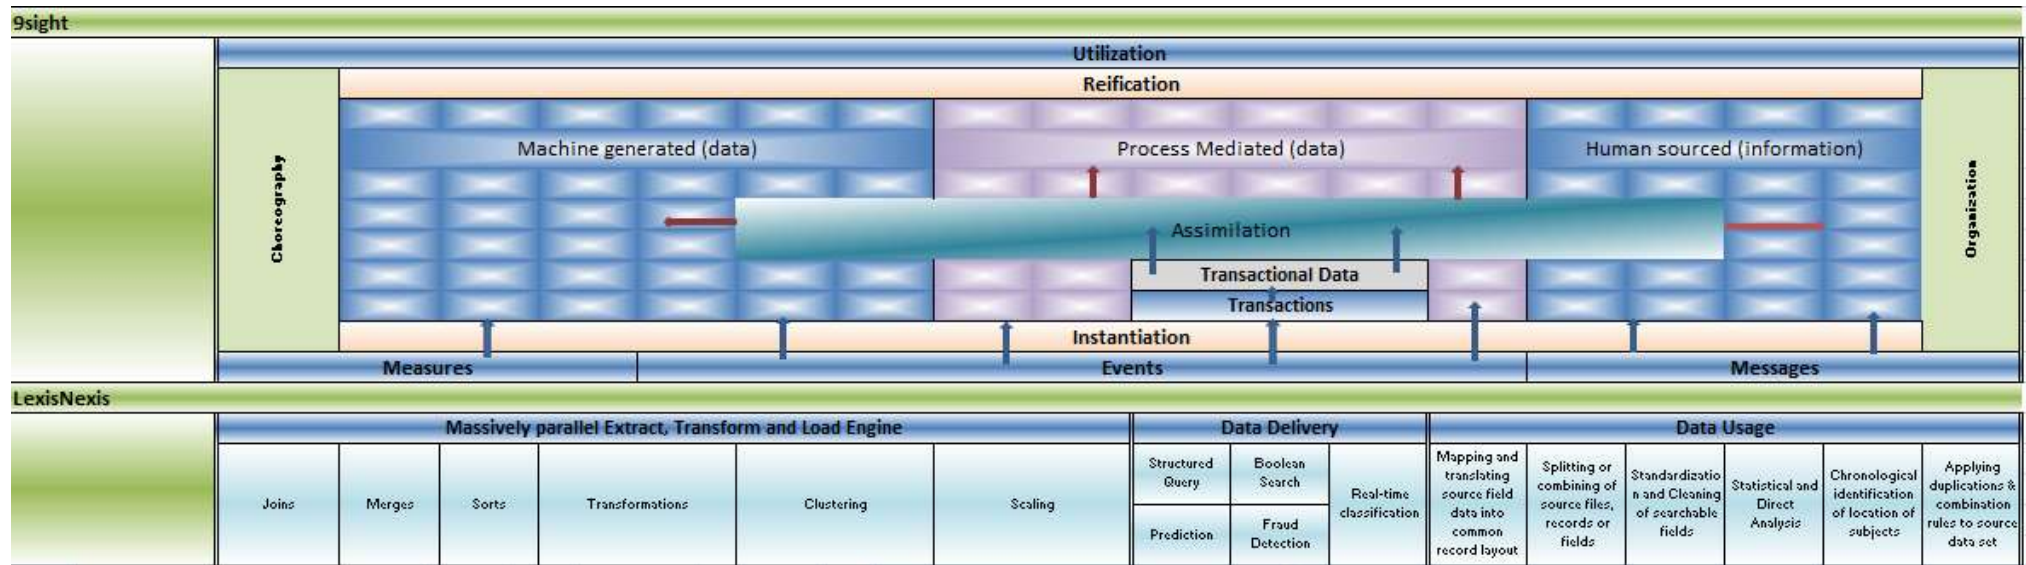 9sight
Utilization
Reification
Choreography
Machine generated (data)
Process Mediated (data)
Human sourced (information)
Organization
Assimilation
Transactional Data
Transactions
Instantiation
Measures
Events
Messages
LexisNexis
Massively parallel Extract, Transform and Load Engine
Data Delivery
Data Usage
Joins
Merges
Sorts
Transformations
Clustering
Scaling
Structured
Query
Boolean
Search
Prediction
Fraud
Detection
Real-time
classification
Mapping and
translating
source field
data into
common
record layout
Splitting or
combining of
source files,
records or
fields
Standardizatio
n and Cleaning
of searchable
fields
Statistical and
Direct
Analysis
Chronological
identification
of location of
subjects
Applying
duplications &
combination
rules to source
data set